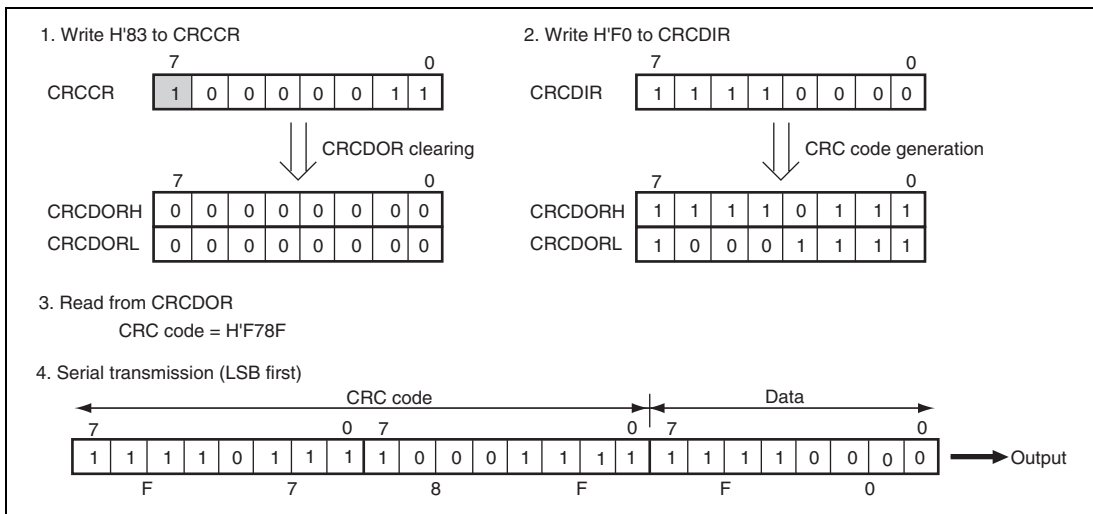 1. Write H'83 to CRCCR
7 0
CRCCR 1 0 0 0 0 0 1 1
CRCDOR clearing
7 0
CRCDORH 0 0 0 0 0 0 0 0
CRCDORL 0 0 0 0 0 0 0 0
2. Write H'F0 to CRCDIR
7 0
CRCDIR 1 1 1 1 0 0 0 0
CRC code generation
7 0
CRCDORH 1 1 1 1 0 1 1 1
CRCDORL 1 0 0 0 1 1 1 1
3. Read from CRCDOR
CRC code = H'F78F
4. Serial transmission (LSB first)
CRC code Data
7 0 7 0 7 0
1 1 1 1 0 1 1 1 1 0 0 0 1 1 1 1 1 1 1 1 0 0 0 0 Output
F 7 8 F F 0